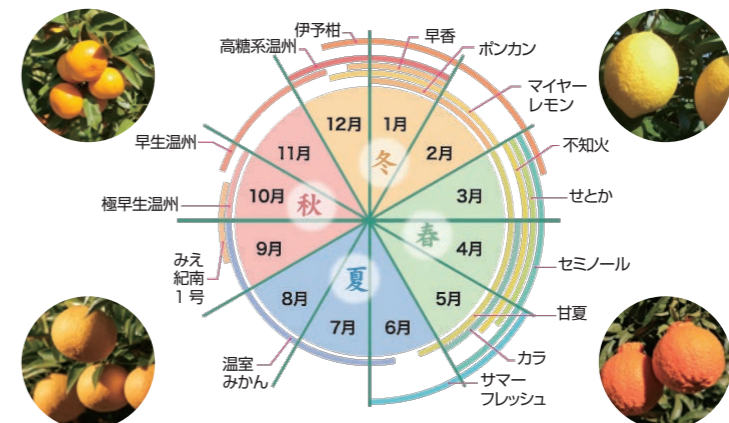 伊予柑
早香
高糖系温州
ポンカン
マイヤー
レモン
早生温州
不知火
極早生温州
せとか
みえ
紀南
1号
セミノール
甘夏
カラ
温室
みかん
サマー
フレッシュ
12月
1月
11月
2月
冬
10月
秋
3月
9月
春
4月
8月
夏
5月
7月
6月